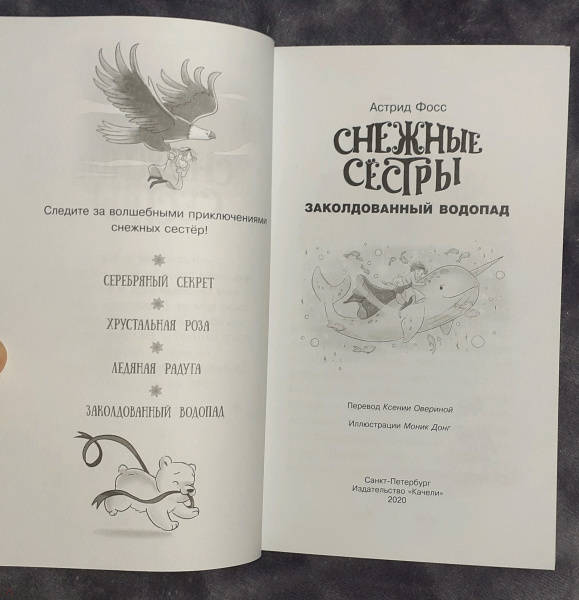 Следите за волшебными приключениями
снежных сестёр!
СЕРЕБРЯНЫЙ СЕКРЕТ
ХРУСТАЛЬНАЯ РОЗА
ЛЕДЯНАЯ РАДУГА
ЗАКОЛДОВАННЫЙ ВОДОПАД
Астрид Фосс
СНЕЖНЫЕ
СЁСТРЫ
ЗАКОЛДОВАННЫЙ ВОДОПАД
Перевод Ксении Овериной
Иллюстрации Моник Донг
Санкт-Петербург
Издательство «Качели»
2020